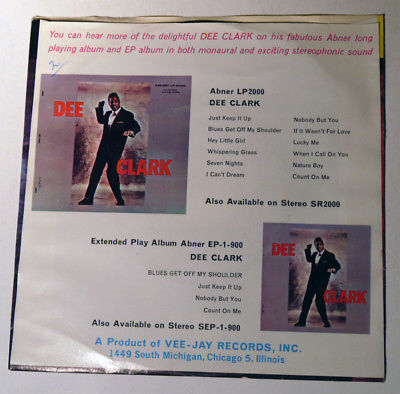 You can hear more of the delightful DEE CLARK on his fabulous Abner long
playing album and EP album in both monaural and exciting stereophonic sound
DEE
CLARK
Abner LP2000
DEE CLARK
Just Keep It Up
Blues Get Off My Shoulder
Hey Little Girl
Whispering Grass
Seven Nights
I Can't Dream
Nobody But You
If It Wasn't For Love
Lucky Me
When I Call On You
Nature Boy
Count On Me
Also Available on Stereo SR2000
Extended Play Album Abner EP-1-900
DEE CLARK
BLUES GET OFF MY SHOULDER
Just Keep It Up
Nobody But You
Count On Me
Also Available on Stereo SEP-1-900
DEE
CLARK
A Product of VEE-JAY RECORDS, INC.
1449 South Michigan, Chicago 5, Illinois